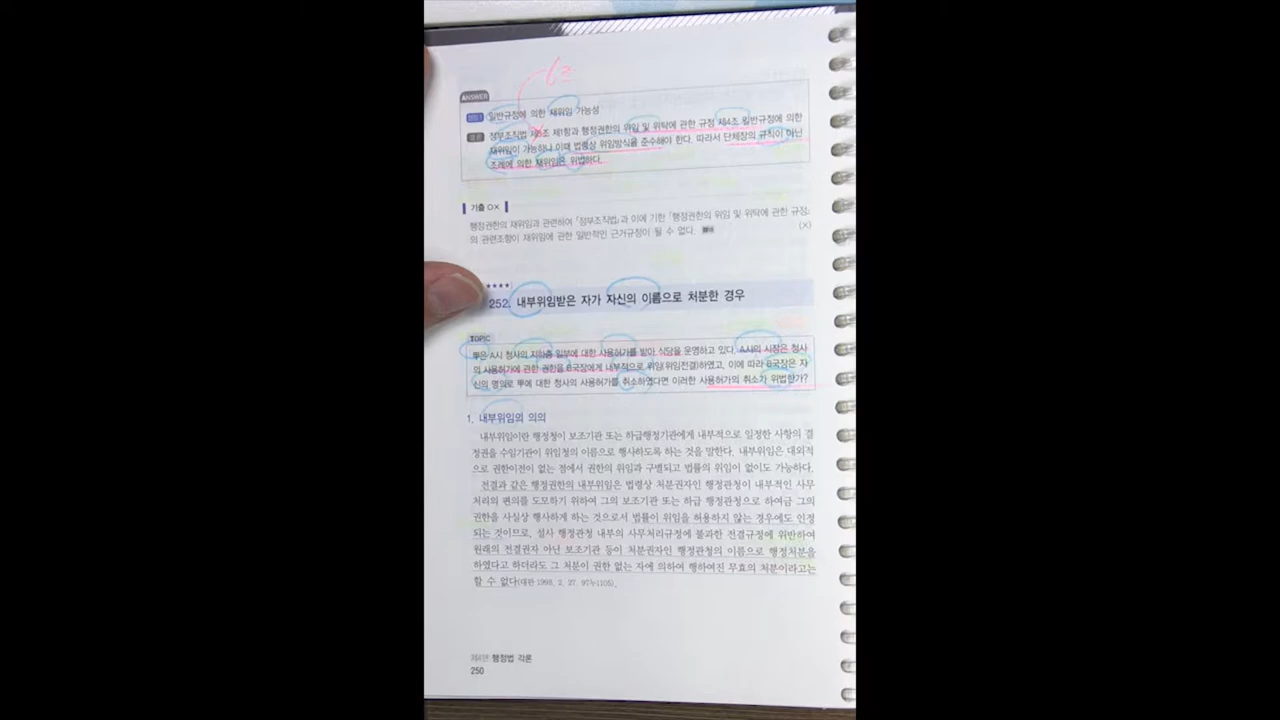 ANSWER
일반규정에 의한 재위임 가능성
정부조직법 제5조 제1항과 행정권한의 위임 및 위탁에 관한 규정 제4조 일반규정에 의한
재위임이 가능하나 이때 법령상 위임방식을 준수해야 한다. 따라서 단체장의 규칙이 아닌
조례에 의한 재위임은 위법하다.
기출 OX
행정권한의 재위임과 관련하여 「정부조직법」과 이에 기한 「행정권한의 위임 및 위탁에 관한 규정」
의 관련조항이 재위임에 관한 일반적인 근거규정이 될 수 없다. (X)
★★★★
252. 내부위임받은 자가 자신의 이름으로 처분한 경우
TOPIC
甲은 A시 청사의 지하층 일부에 대한 사용허가를 받아 식당을 운영하고 있다. A시의 시장은 청사
의 사용허가에 관한 권한을 B국장에게 내부적으로 위임(위임전결)하였고, 이에 따라 B국장은 자
신의 명의로 甲에 대한 청사의 사용허가를 취소하였다면 이러한 사용허가의 취소가 위법한가?
1. 내부위임의 의의
내부위임이란 행정청이 보조기관 또는 하급행정기관에게 내부적으로 일정한 사항의 결
정권을 수임기관이 위임청의 이름으로 행사하도록 하는 것을 말한다. 내부위임은 대외적
으로 권한이전이 없는 점에서 권한의 위임과 구별되고 법률의 위임이 없이도 가능하다.
전결과 같은 행정권한의 내부위임은 법령상 처분권자인 행정관청이 내부적인 사무
처리의 편의를 도모하기 위하여 그의 보조기관 또는 하급 행정관청으로 하여금 그의
권한을 사실상 행사하게 하는 것으로서 법률이 위임을 허용하지 않는 경우에도 인정
되는 것이므로, 설사 행정관청 내부의 사무처리규정에 불과한 전결규정에 위반하여
원래의 전결권자 아닌 보조기관 등이 처분권자인 행정관청의 이름으로 행정처분을
하였다고 하더라도 그 처분이 권한 없는 자에 의하여 행하여진 무효의 처분이라고는
할 수 없다(대판 1998. 2. 27. 97누1105).
제4편 행정법 각론
250